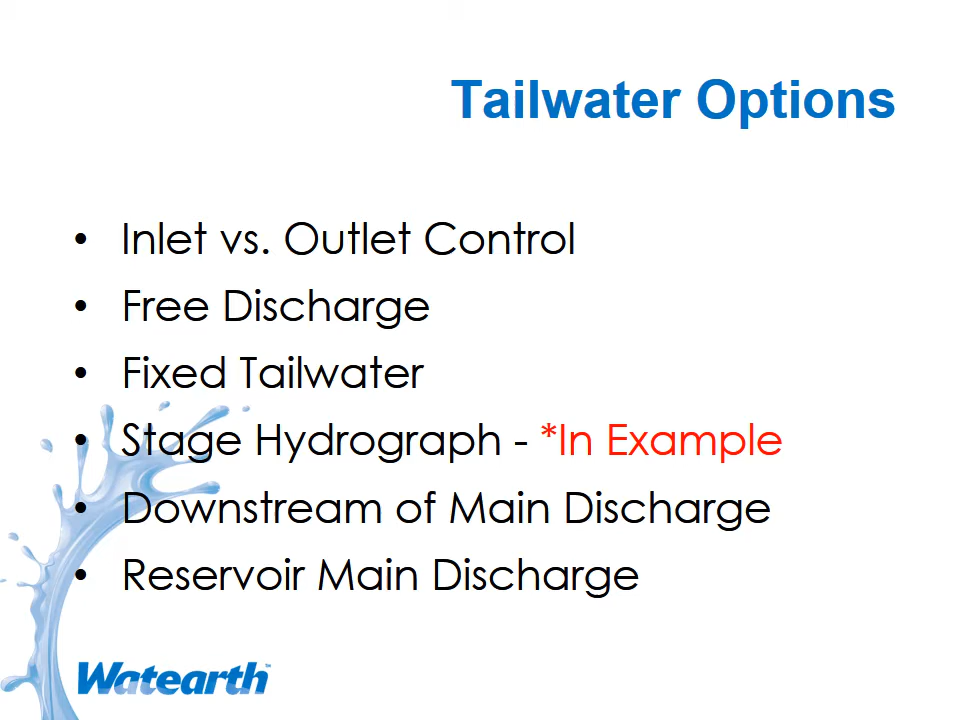 Tailwater Options
• Inlet vs. Outlet Control
• Free Discharge
• Fixed Tailwater
• Stage Hydrograph - *In Example
• Downstream of Main Discharge
• Reservoir Main Discharge
Watearth™